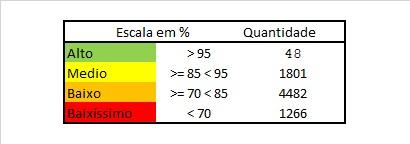 Escala em % Quantidade
Alto > 95 48
Medio >= 85 < 95 1801
Baixo >= 70 < 85 4482
Baixíssimo < 70 1266